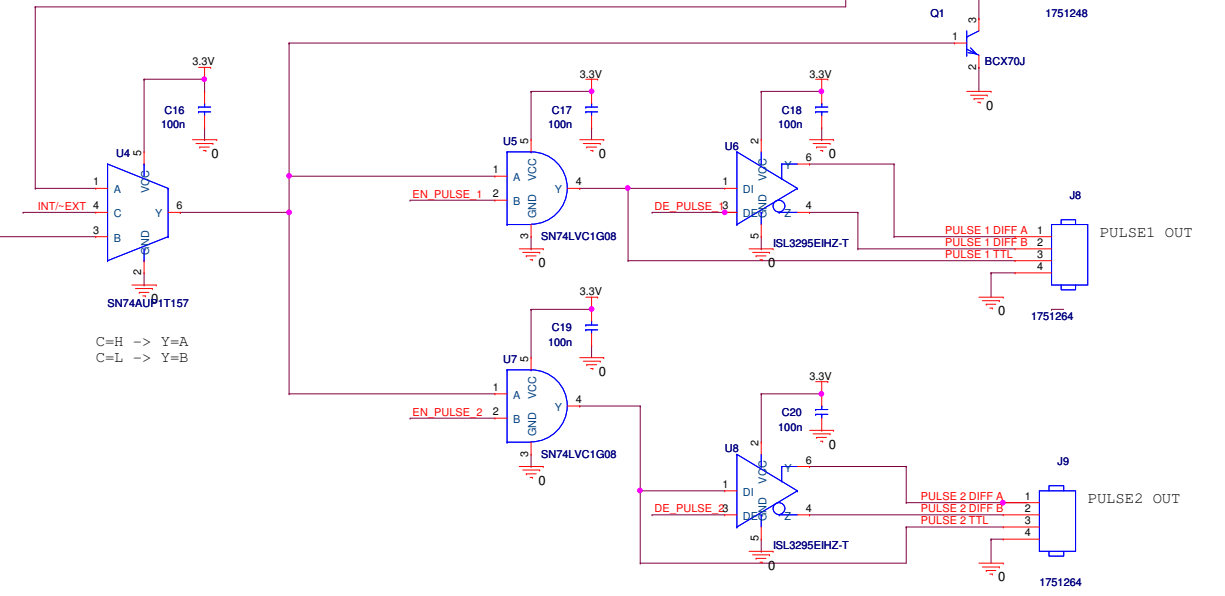 Q1
3
1751248
1
BCX70J
2
0
3.3V
C16
100n
0
U4
5
VCC
1
A
INT/~EXT
4
C
Y
6
3
B
GND
2
0
SN74AUP1T157
C=H -> Y=A
C=L -> Y=B
3.3V
C17
100n
0
U5
5
VCC
1
A
EN_PULSE_1
2
B
Y
4
GND
3
0
SN74LVC1G08
3.3V
C18
100n
0
U6
2
VCC
Y
6
1
DI
DE_PULSE_1
3
DE
GND
Z
4
5
0
ISL3295EIHZ-T
J8
PULSE 1 DIFF A
1
PULSE1 OUT
PULSE 1 DIFF B
2
PULSE 1 TTL
3
4
0
1751264
3.3V
C19
100n
0
U7
5
VCC
1
A
EN_PULSE_2
2
B
Y
4
GND
3
0
SN74LVC1G08
3.3V
C20
100n
0
U8
2
VCC
Y
6
1
DI
DE_PULSE_2
3
DE
GND
Z
4
5
0
ISL3295EIHZ-T
J9
PULSE 2 DIFF A
1
PULSE2 OUT
PULSE 2 DIFF B
2
PULSE 2 TTL
3
4
0
1751264